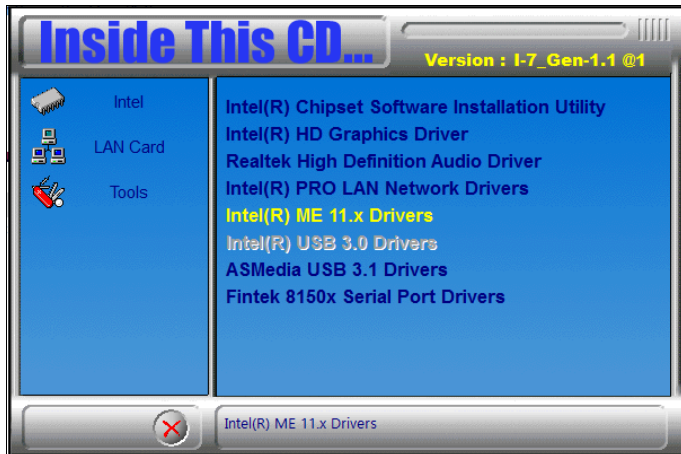 Inside This CD...
Version : I-7_Gen-1.1 @1
Intel
LAN Card
Tools
Intel(R) Chipset Software Installation Utility
Intel(R) HD Graphics Driver
Realtek High Definition Audio Driver
Intel(R) PRO LAN Network Drivers
Intel(R) ME 11.x Drivers
Intel(R) USB 3.0 Drivers
ASMedia USB 3.1 Drivers
Fintek 8150x Serial Port Drivers
Intel(R) ME 11.x Drivers